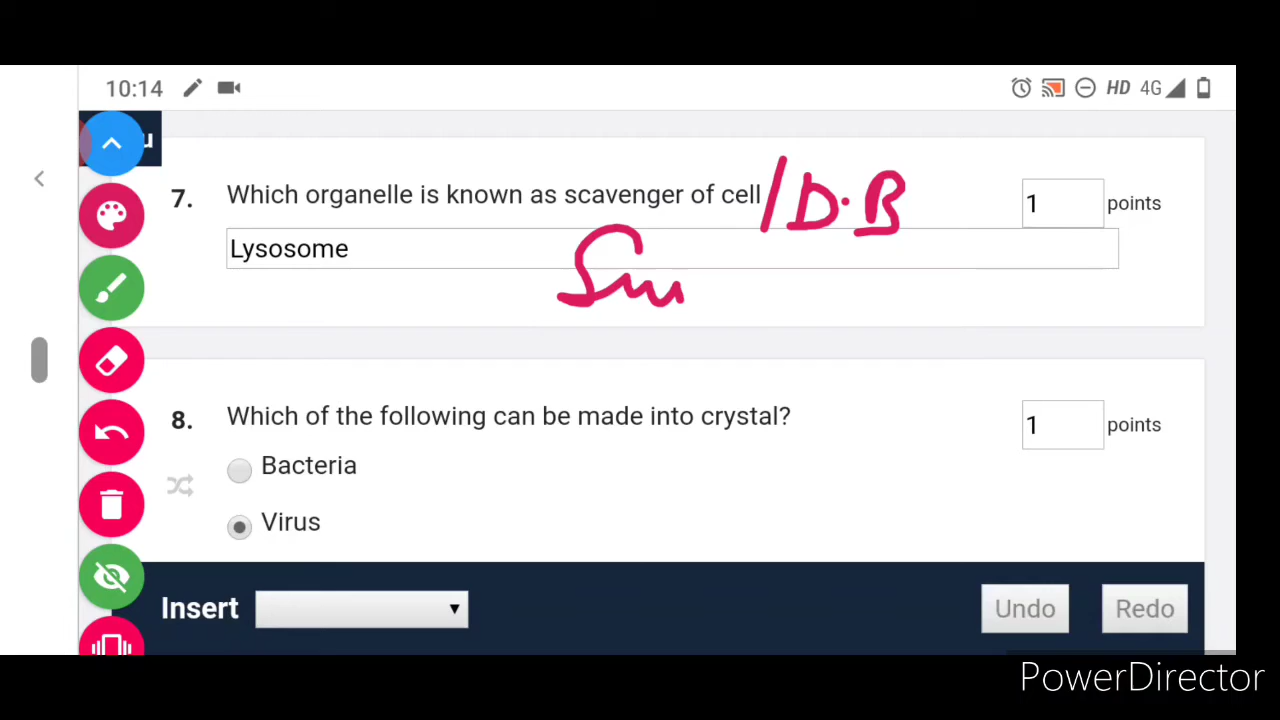 10:14 HD 4G
u
7. Which organelle is known as scavenger of cell / D.B 1 points
Lysosome
8. Which of the following can be made into crystal? 1 points
Bacteria
Virus
Insert Undo Redo
PowerDirector